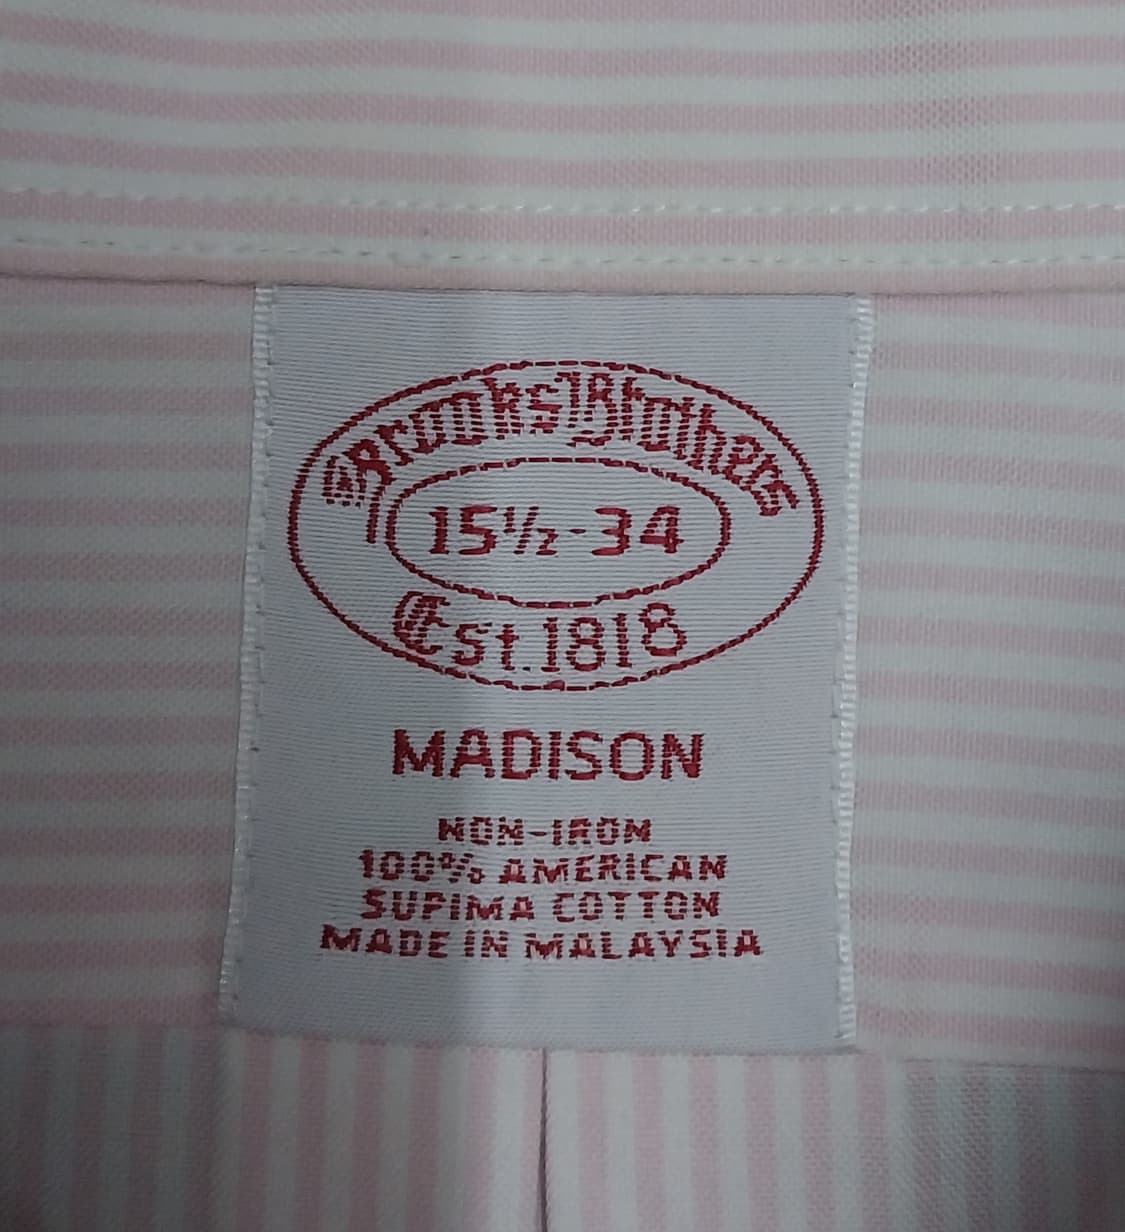 Brooks Brothers
15½-34
Est.1818
MADISON
NON-IRON
100% AMERICAN
SUPIMA COTTON
MADE IN MALAYSIA